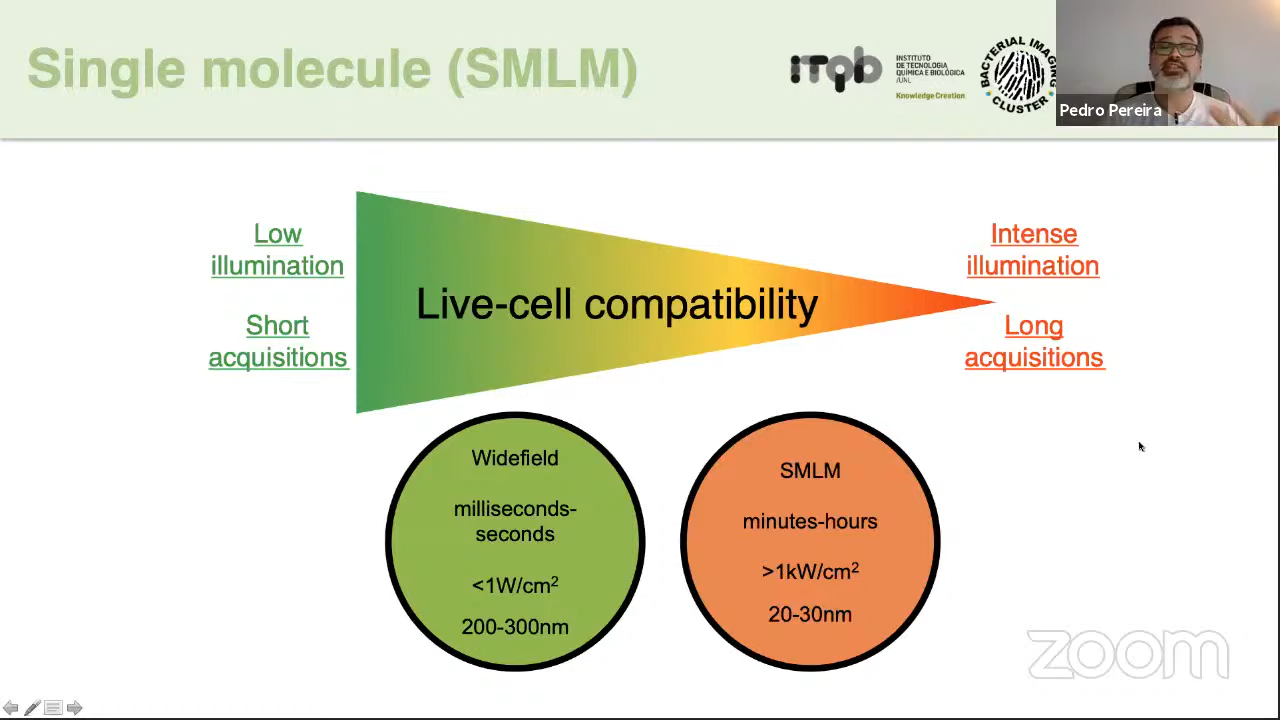 Single molecule (SMLM)
iTqb
INSTITUTO
DE TECNOLOGIA
QUÍMICA E BIOLÓGICA
/UNL
Knowledge Creation
BACTERIAL IMAGING
CLUSTER
Pedro Pereira
Low
illumination
Short
acquisitions
Live-cell compatibility
Intense
illumination
Long
acquisitions
Widefield
milliseconds-
seconds
<1W/cm²
200-300nm
SMLM
minutes-hours
>1kW/cm²
20-30nm
zoom